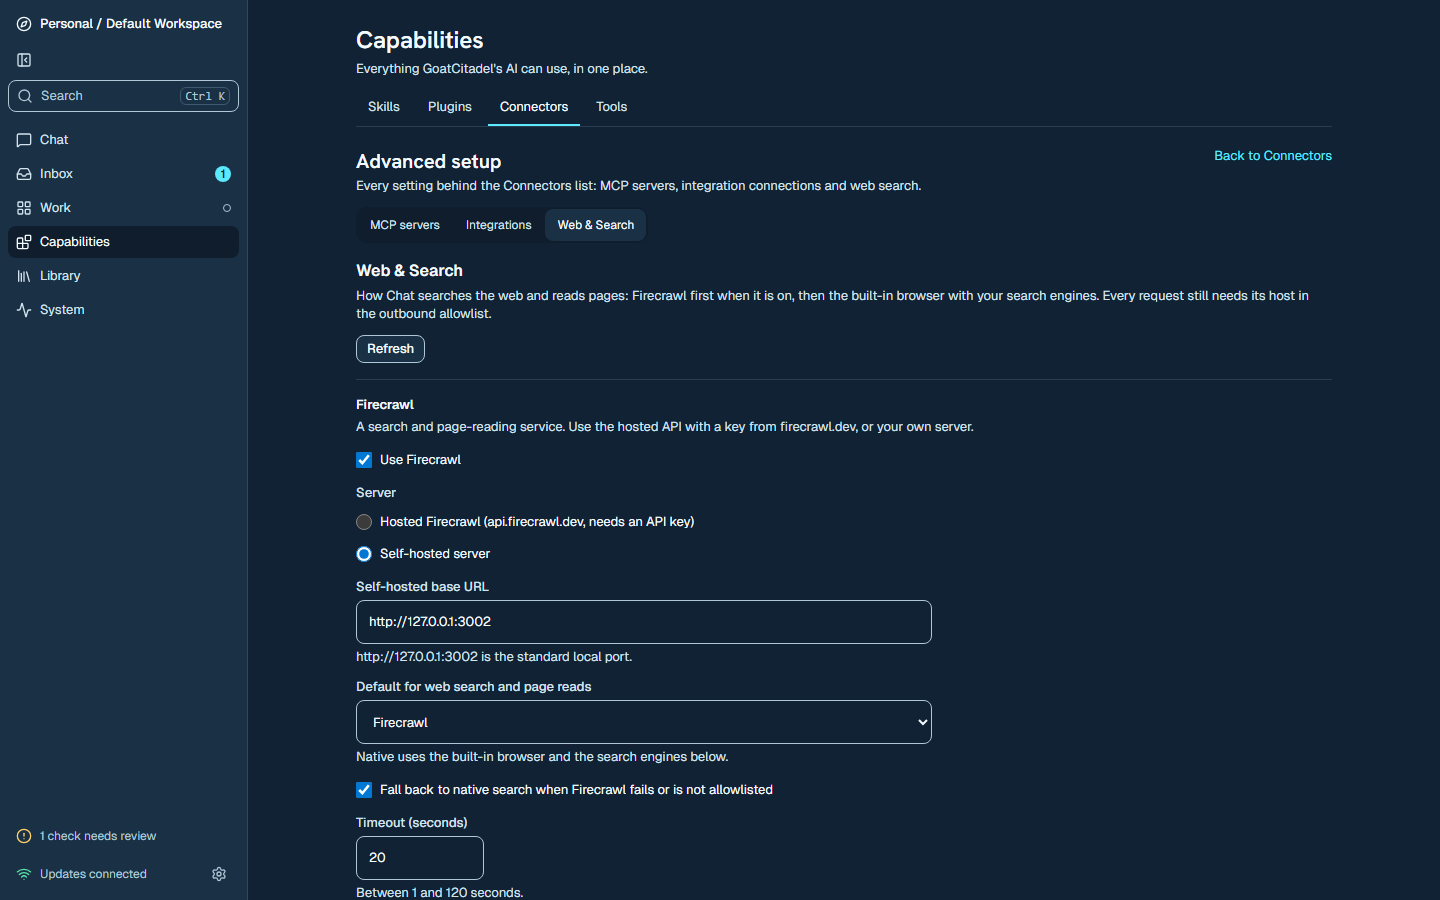 Personal / Default Workspace
Search
Ctrl K
Chat
Inbox
1
Work
Capabilities
Library
System
1 check needs review
Updates connected
Capabilities
Everything GoatCitadel's AI can use, in one place.
Skills
Plugins
Connectors
Tools
Advanced setup
Back to Connectors
Every setting behind the Connectors list: MCP servers, integration connections and web search.
MCP servers
Integrations
Web & Search
Web & Search
How Chat searches the web and reads pages: Firecrawl first when it is on, then the built-in browser with your search engines. Every request still needs its host in
the outbound allowlist.
Refresh
Firecrawl
A search and page-reading service. Use the hosted API with a key from firecrawl.dev, or your own server.
Use Firecrawl
Server
Hosted Firecrawl (api.firecrawl.dev, needs an API key)
Self-hosted server
Self-hosted base URL
http://127.0.0.1:3002
http://127.0.0.1:3002 is the standard local port.
Default for web search and page reads
Firecrawl
Native uses the built-in browser and the search engines below.
Fall back to native search when Firecrawl fails or is not allowlisted
Timeout (seconds)
20
Between 1 and 120 seconds.